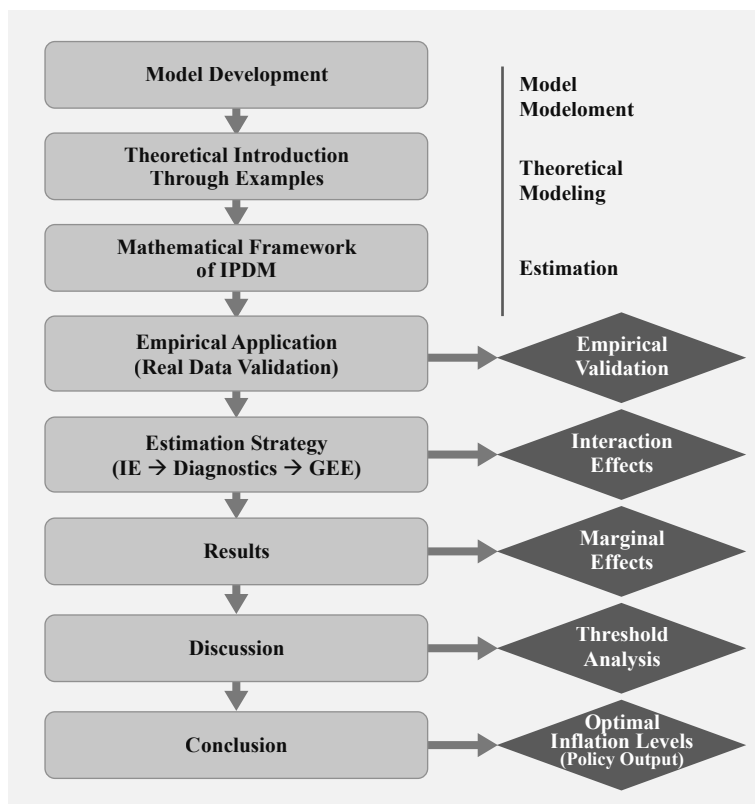 Model Development
Model
Modeloment
Theoretical Introduction
Through Examples
Theoretical
Modeling
Mathematical Framework
of IPDM
Estimation
Empirical Application
(Real Data Validation)
Empirical
Validation
Estimation Strategy
(IE → Diagnostics → GEE)
Interaction
Effects
Results
Marginal
Effects
Discussion
Threshold
Analysis
Conclusion
Optimal
Inflation Levels
(Policy Output)